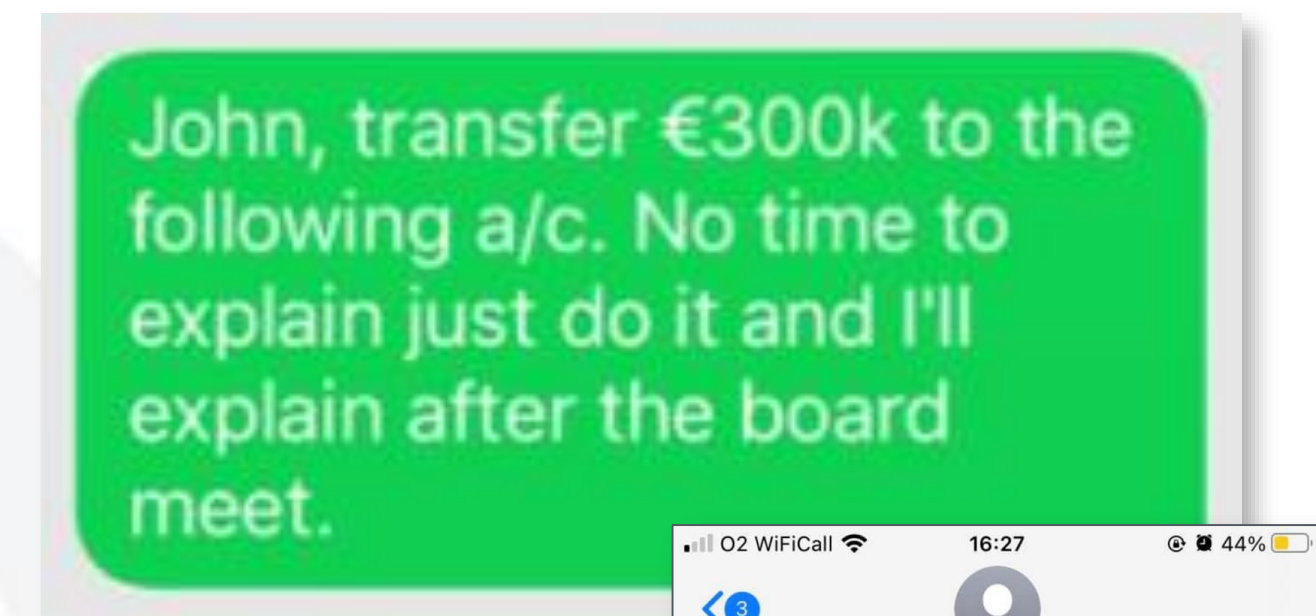 John, transfer €300k to the
following a/c. No time to
explain just do it and I'll
explain after the board
meet.
O2 WiFiCall 16:27 44%
3